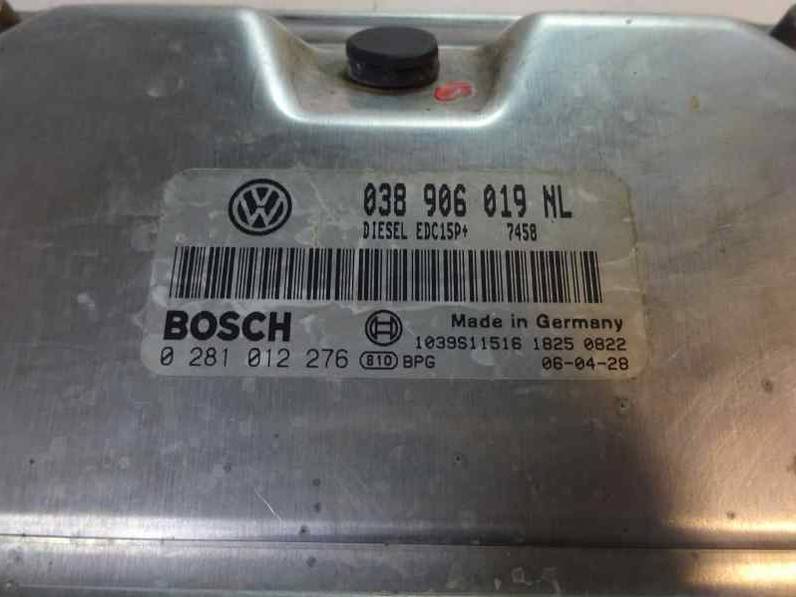 038 906 019 NL
DIESEL EDC15P+ 7458
BOSCH
Made in Germany
1039S11516 1825 0822
0 281 012 276 810 BPG 06-04-28